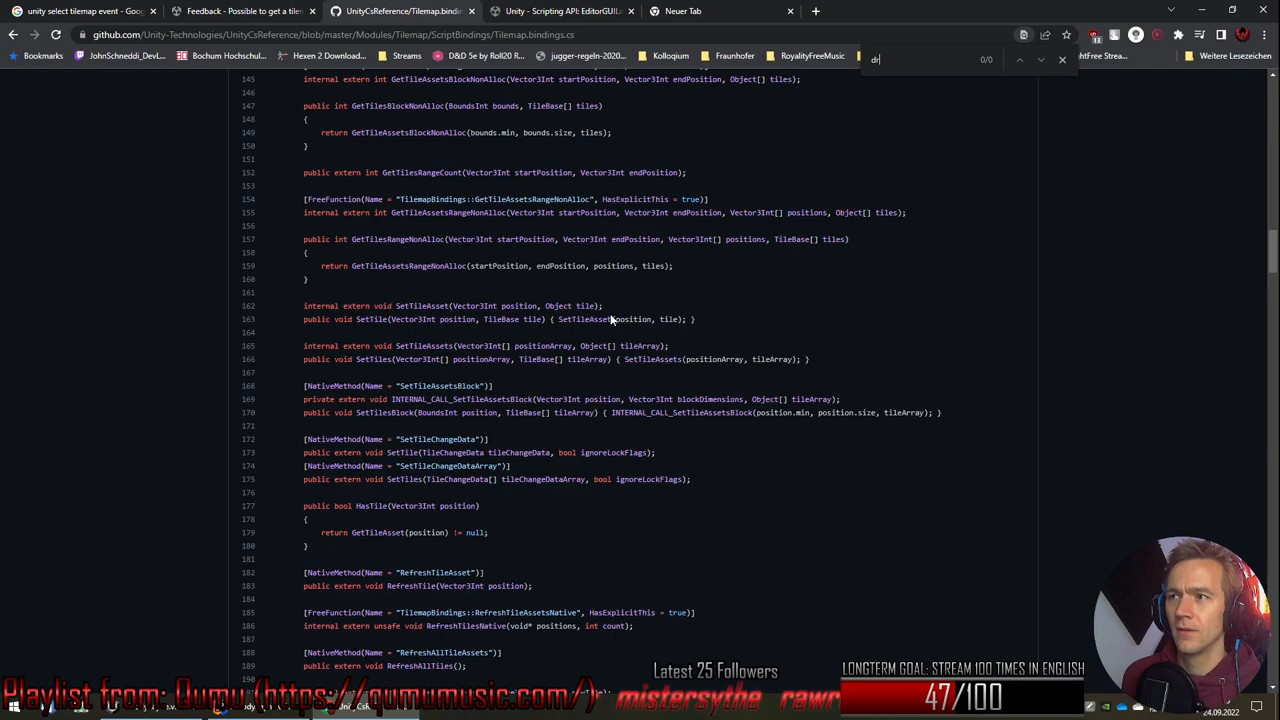 unity select tilemap event - Goog
Feedback - Possible to get a tilem
UnityCsReference/Tilemap.bindin
Unity - Scripting API: EditorGUILa
Neuer Tab
github.com/Unity-Technologies/UnityCsReference/blob/master/Modules/Tilemap/ScriptBindings/Tilemap.bindings.cs
13
Bookmarks
JohnSchneddi_Dev...
Bochum Hochschul...
Hexen 2 Download...
Streams
D&D 5e by Roll20 R...
jugger-regeln-2020...
Kollogium
Fraunhofer
RoyalityFreeMusic
htFree Stream...
Weitere Lesezeichen
dr
0/0
145 internal extern int GetTileAssetsBlockNonAlloc(Vector3Int startPosition, Vector3Int endPosition, Object[] tiles);
146
147 public int GetTilesBlockNonAlloc(BoundsInt bounds, TileBase[] tiles)
148 {
149 return GetTileAssetsBlockNonAlloc(bounds.min, bounds.size, tiles);
150 }
151
152 public extern int GetTilesRangeCount(Vector3Int startPosition, Vector3Int endPosition);
153
154 [FreeFunction(Name = "TilemapBindings::GetTileAssetsRangeNonAlloc", HasExplicitThis = true)]
155 internal extern int GetTileAssetsRangeNonAlloc(Vector3Int startPosition, Vector3Int endPosition, Vector3Int[] positions, Object[] tiles);
156
157 public int GetTilesRangeNonAlloc(Vector3Int startPosition, Vector3Int endPosition, Vector3Int[] positions, TileBase[] tiles)
158 {
159 return GetTileAssetsRangeNonAlloc(startPosition, endPosition, positions, tiles);
160 }
161
162 internal extern void SetTileAsset(Vector3Int position, Object tile);
163 public void SetTile(Vector3Int position, TileBase tile) { SetTileAsset(position, tile); }
164
165 internal extern void SetTileAssets(Vector3Int[] positionArray, Object[] tileArray);
166 public void SetTiles(Vector3Int[] positionArray, TileBase[] tileArray) { SetTileAssets(positionArray, tileArray); }
167
168 [NativeMethod(Name = "SetTileAssetsBlock")]
169 private extern void INTERNAL_CALL_SetTileAssetsBlock(Vector3Int position, Vector3Int blockDimensions, Object[] tileArray);
170 public void SetTilesBlock(BoundsInt position, TileBase[] tileArray) { INTERNAL_CALL_SetTileAssetsBlock(position.min, position.size, tileArray); }
171
172 [NativeMethod(Name = "SetTileChangeData")]
173 public extern void SetTile(TileChangeData tileChangeData, bool ignoreLockFlags);
174 [NativeMethod(Name = "SetTileChangeDataArray")]
175 public extern void SetTiles(TileChangeData[] tileChangeDataArray, bool ignoreLockFlags);
176
177 public bool HasTile(Vector3Int position)
178 {
179 return GetTileAsset(position) != null;
180 }
181
182 [NativeMethod(Name = "RefreshTileAsset")]
183 public extern void RefreshTile(Vector3Int position);
184
185 [FreeFunction(Name = "TilemapBindings::RefreshTileAssetsNative", HasExplicitThis = true)]
186 internal extern unsafe void RefreshTilesNative(void* positions, int count);
187
188 [NativeMethod(Name = "RefreshAllTileAssets")]
189 public extern void RefreshAllTiles();
190
Latest 25 Followers
LONGTERM GOAL: STREAM 100 TIMES IN ENGLISH
Playlist from: Qumu (https://qumumusic.com/)
mistersythe rawr
47/100
24.09.2022